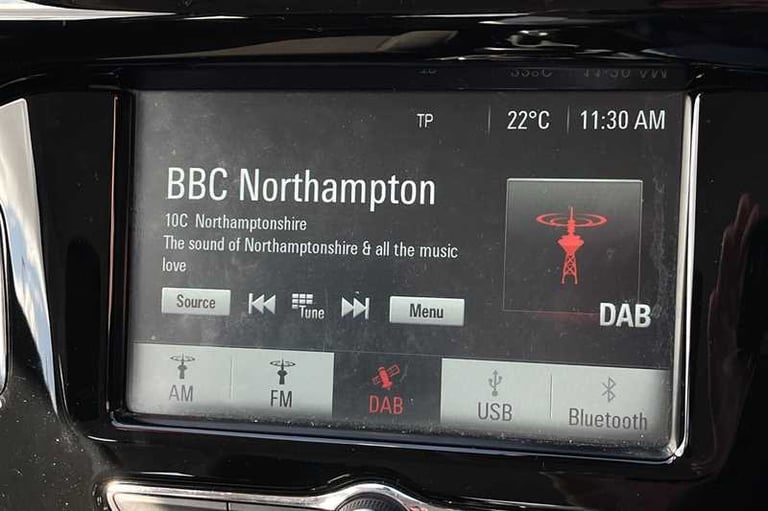 TP 22°C 11:30 AM
BBC Northampton
10C Northamptonshire
The sound of Northamptonshire & all the music
love
Source Tune Menu
DAB
AM FM DAB USB Bluetooth